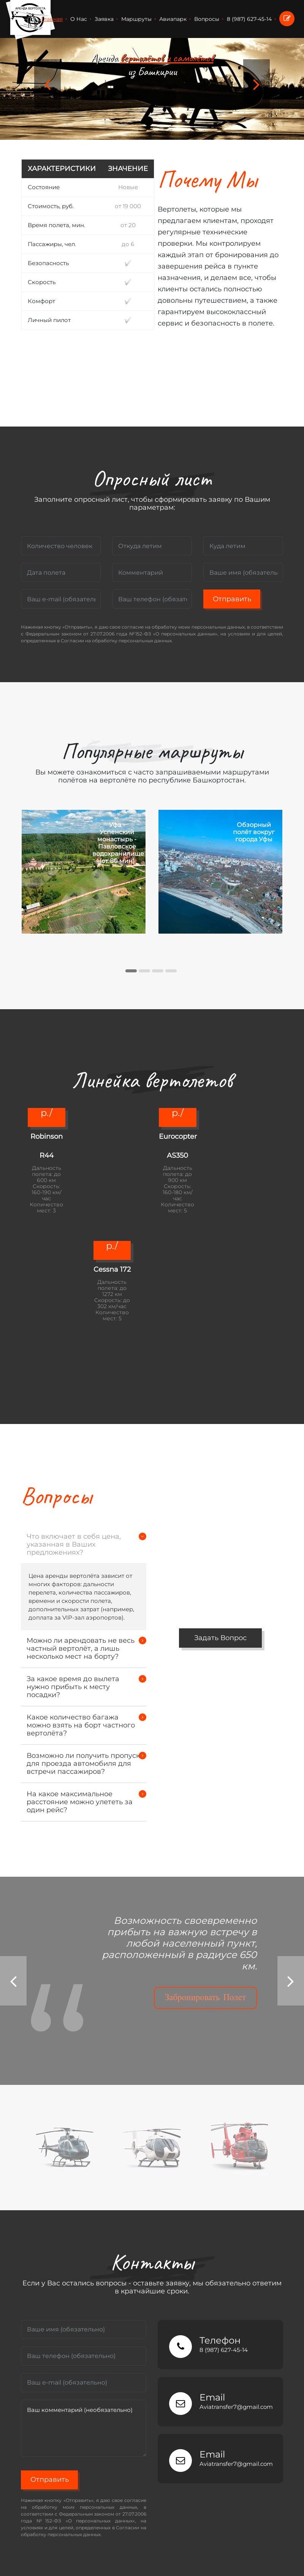 Главная
О Нас
Заявка
Маршруты
Авиапарк
Вопросы
8 (987) 627-45-14
Аренда вертолётов и самолётов
из Башкирии
ХАРАКТЕРИСТИКИ ЗНАЧЕНИЕ
Состояние Новые
Стоимость, руб. от 19 000
Время полета, мин. от 20
Пассажиры, чел. до 6
Безопасность
Скорость
Комфорт
Личный пилот
Почему Мы
Вертолеты, которые мы
предлагаем клиентам, проходят
регулярные технические
проверки. Мы контролируем
каждый этап от бронирования до
завершения рейса в пункте
назначения, и делаем все, чтобы
клиенты остались полностью
довольны путешествием, а также
гарантируем высококлассный
сервис и безопасность в полете.
Опросный лист
Заполните опросный лист, чтобы сформировать заявку по Вашим
параметрам:
Количество человек
Откуда летим
Куда летим
Дата полета
Комментарий
Ваше имя (обязатель
Ваш e-mail (обязатель
Ваш телефон (обязат
Отправить
Нажимая кнопку «Отправить», я даю свое согласие на обработку моих персональных данных, в соответствии
с Федеральным законом от 27.07.2006 года №152-ФЗ «О персональных данных», на условиях и для целей,
определенных в Согласии на обработку персональных данных.
Популярные маршруты
Вы можете ознакомиться с часто запрашиваемыми маршрутами
полётов на вертолёте по республике Башкортостан.
Уфа -
Успенский
монастырь -
Павловское
водохранилище
(от 65 мин)
Обзорный
полёт вокруг
города Уфы
Линейка вертолетов
р./
Robinson
R44
Дальность
полета: до
600 км
Скорость:
160-190 км/
час
Количество
мест: 3
р./
Eurocopter
AS350
Дальность
полета: до
900 км
Скорость:
160-180 км/
час
Количество
мест: 5
р./
Cessna 172
Дальность
полета: до
1272 км
Скорость: до
302 км/час
Количество
мест: 5
Вопросы
Что включает в себя цена,
указанная в Ваших
предложениях?
Цена аренды вертолёта зависит от
многих факторов: дальности
перелета, количества пассажиров,
времени и скорости полета,
дополнительных затрат (например,
доплата за VIP-зал аэропортов).
Можно ли арендовать не весь
частный вертолёт, а лишь
несколько мест на борту?
За какое время до вылета
нужно прибыть к месту
посадки?
Какое количество багажа
можно взять на борт частного
вертолёта?
Возможно ли получить пропуск
для проезда автомобиля для
встречи пассажиров?
На какое максимальное
расстояние можно улететь за
один рейс?
Задать Вопрос
Возможность своевременно
прибыть на важную встречу в
любой населенный пункт,
расположенный в радиусе 650
км.
Забронировать Полет
Контакты
Если у Вас остались вопросы - оставьте заявку, мы обязательно ответим
в кратчайшие сроки.
Ваше имя (обязательно)
Ваш телефон (обязательно)
Ваш e-mail (обязательно)
Ваш комментарий (необязательно)
Отправить
Нажимая кнопку «Отправить», я даю свое согласие
на обработку моих персональных данных, в
соответствии с Федеральным законом от 27.07.2006
года №152-ФЗ «О персональных данных», на
условиях и для целей, определенных в Согласии на
обработку персональных данных.
Телефон
8 (987) 627-45-14
Email
Aviatransfer7@gmail.com
Email
Aviatransfer7@gmail.com